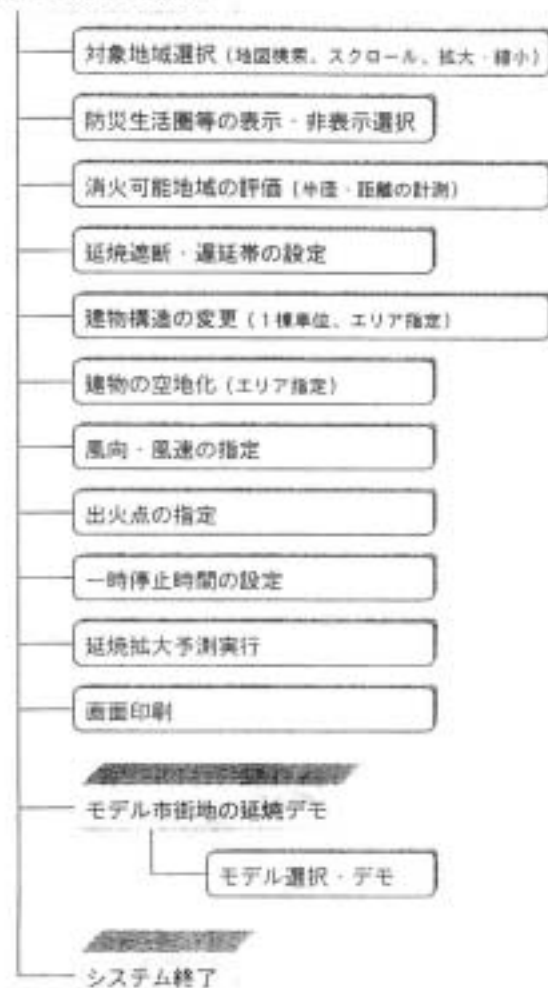 対象地域選択（地図検索、スクロール、拡大・縮小）
防災生活圏等の表示・非表示選択
消火可能地域の評価（半径・距離の計測）
延焼遮断・遅延帯の設定
建物構造の変更（１棟単位、エリア指定）
建物の空地化（エリア指定）
風向・風速の指定
出火点の指定
一時停止時間の設定
延焼拡大予測実行
画面印刷
モデル市街地の延焼デモ
モデル選択・デモ
システム終了